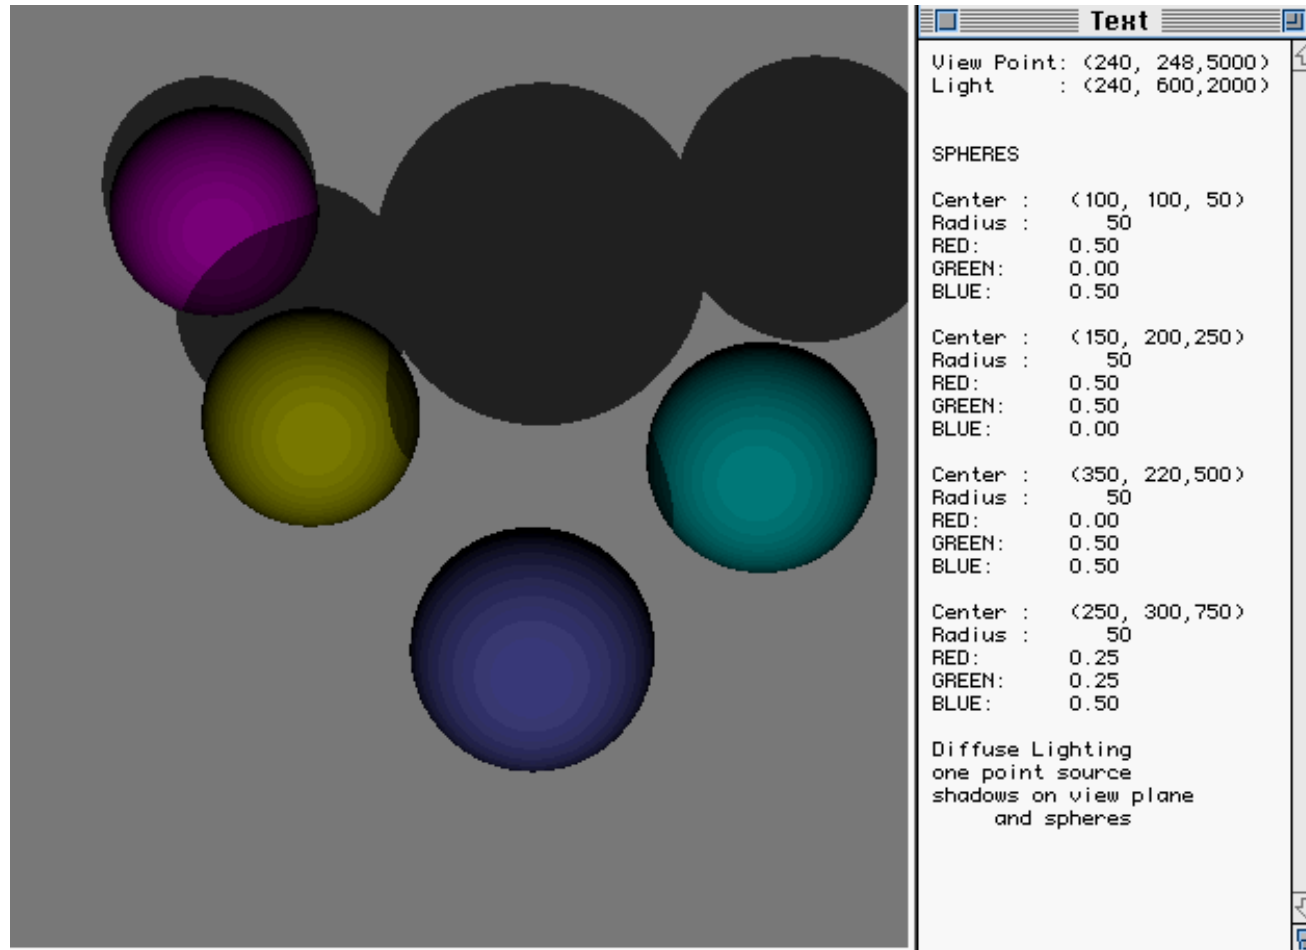 Text
View Point: (240, 248,5000)
Light : (240, 600,2000)
SPHERES
Center : (100, 100, 50)
Radius : 50
RED: 0.50
GREEN: 0.00
BLUE: 0.50
Center : (150, 200,250)
Radius : 50
RED: 0.50
GREEN: 0.50
BLUE: 0.00
Center : (350, 220,500)
Radius : 50
RED: 0.00
GREEN: 0.50
BLUE: 0.50
Center : (250, 300,750)
Radius : 50
RED: 0.25
GREEN: 0.25
BLUE: 0.50
Diffuse Lighting
one point source
shadows on view plane
and spheres